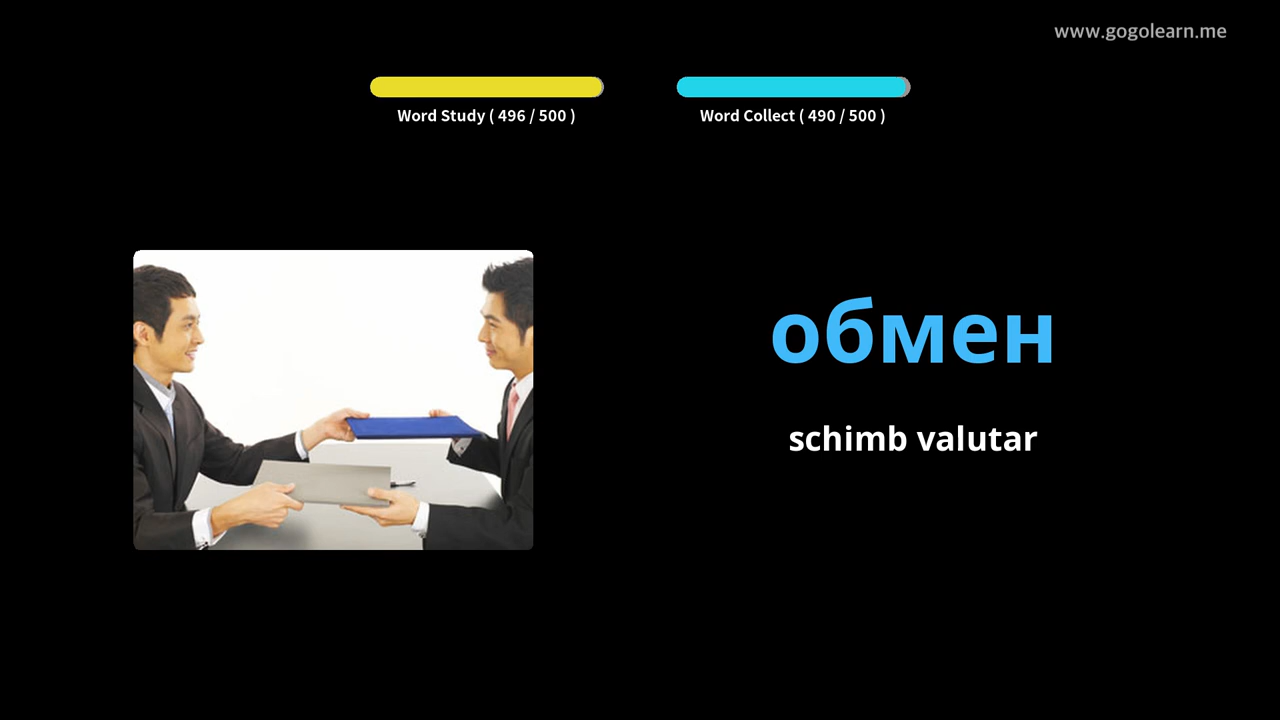 www.gogolearn.me
Word Study ( 496 / 500 )
Word Collect ( 490 / 500 )
обмен
schimb valutar